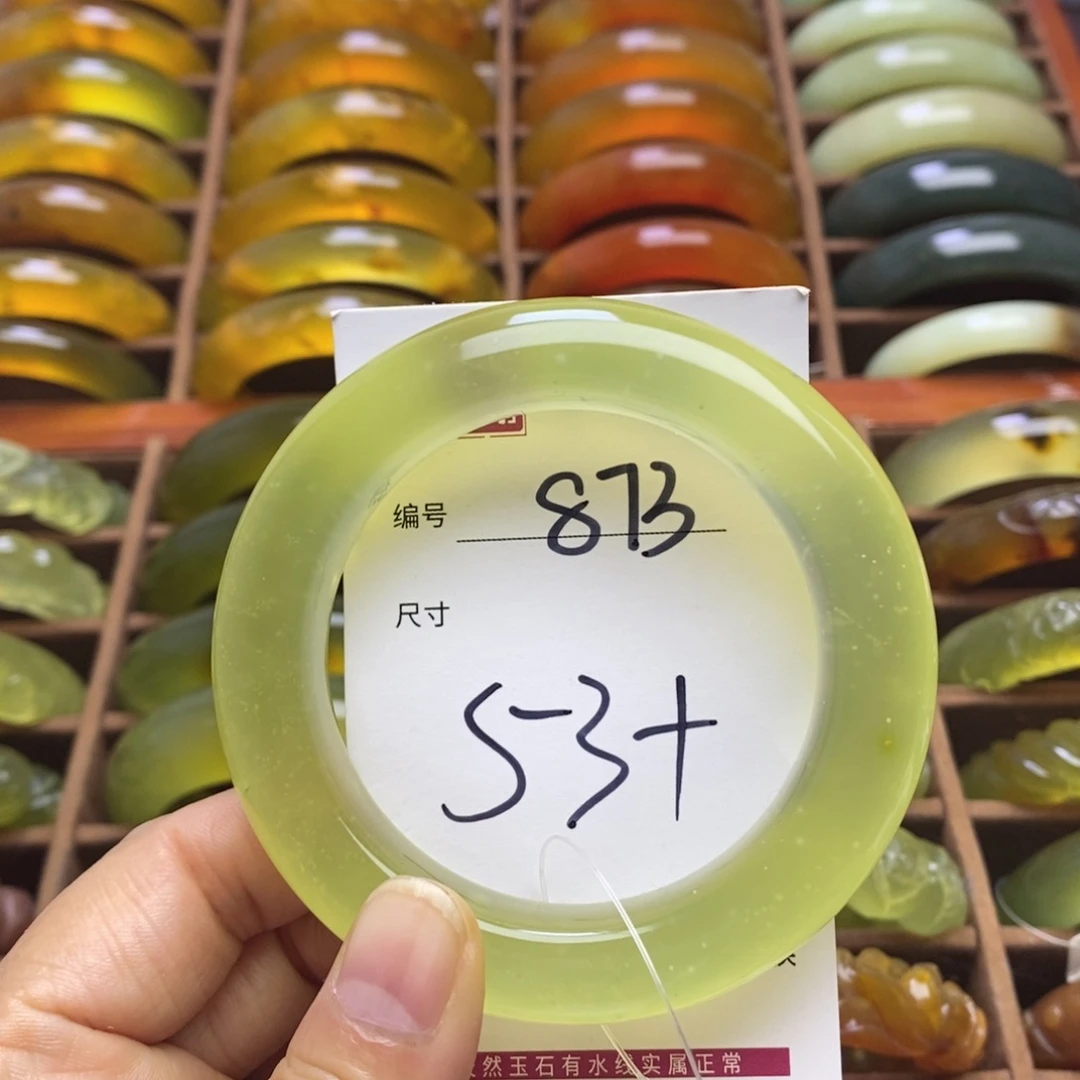 编号 873
尺寸
53+
然玉石有水线实属正常